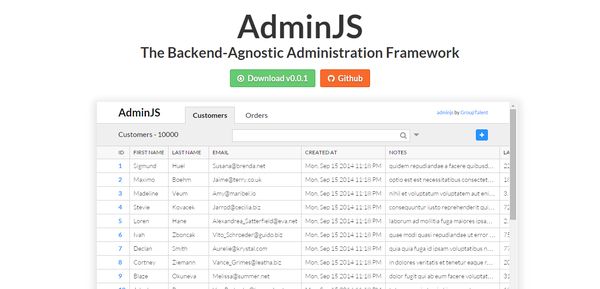 AdminJS
The Backend-Agnostic Administration Framework
Download v0.0.1 Github
AdminJS Customers Orders adminjs by GroupTalent
Customers - 10000
ID FIRST NAME LAST NAME EMAIL CREATED AT NOTES LA
1 Sigmund Huel Susana@brenda.net Mon, Sep 15 2014 11:18 PM quidem repudiandae a facere quibusd...
2 Maximo Boehm Jaime@terry.co.uk Mon, Sep 15 2014 11:18 PM optio est est necessitatibus consectet...
3 Madeline Veum Amy@maribel.io Mon, Sep 15 2014 11:18 PM nihil et voluptatum voluptatem aut eni...
4 Stevie Kovacek Jarrod@cecilia.biz Mon, Sep 15 2014 11:18 PM consequuntur iusto reprehenderit qui...
5 Loren Hane Alexandrea_Satterfield@eva.net Mon, Sep 15 2014 11:18 PM laborum ad mollitia fuga maiores ipsa...
6 Ivah Zboncak Vito_Schroeder@guido.biz Mon, Sep 15 2014 11:18 PM quae modi quasi repudiandae ut error
7 Declan Smith Aurelie@krystal.com Mon, Sep 15 2014 11:18 PM quia quia fuga id ipsam voluptatibus n...
8 Cortney Ziemann Vance_Grimes@leatha.biz Mon, Sep 15 2014 11:18 PM in dolores veritatis et tenetur eaque r...
9 Blaze Okuneva Melissa@summer.net Mon, Sep 15 2014 11:18 PM dolor fugit qui ab eum facere volupta...